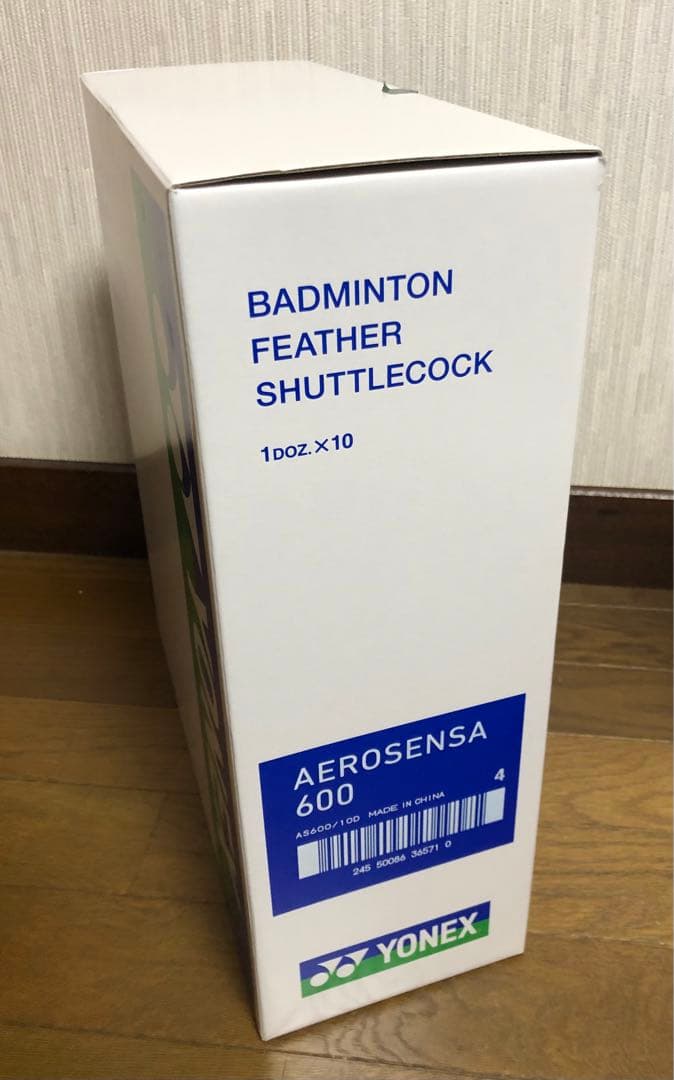 BADMINTON
FEATHER
SHUTTLECOCK
1DOZ.×10
AEROSENSA
600
4
AS600/10D MADE IN CHINA
245 50086 36571 0
YONEX